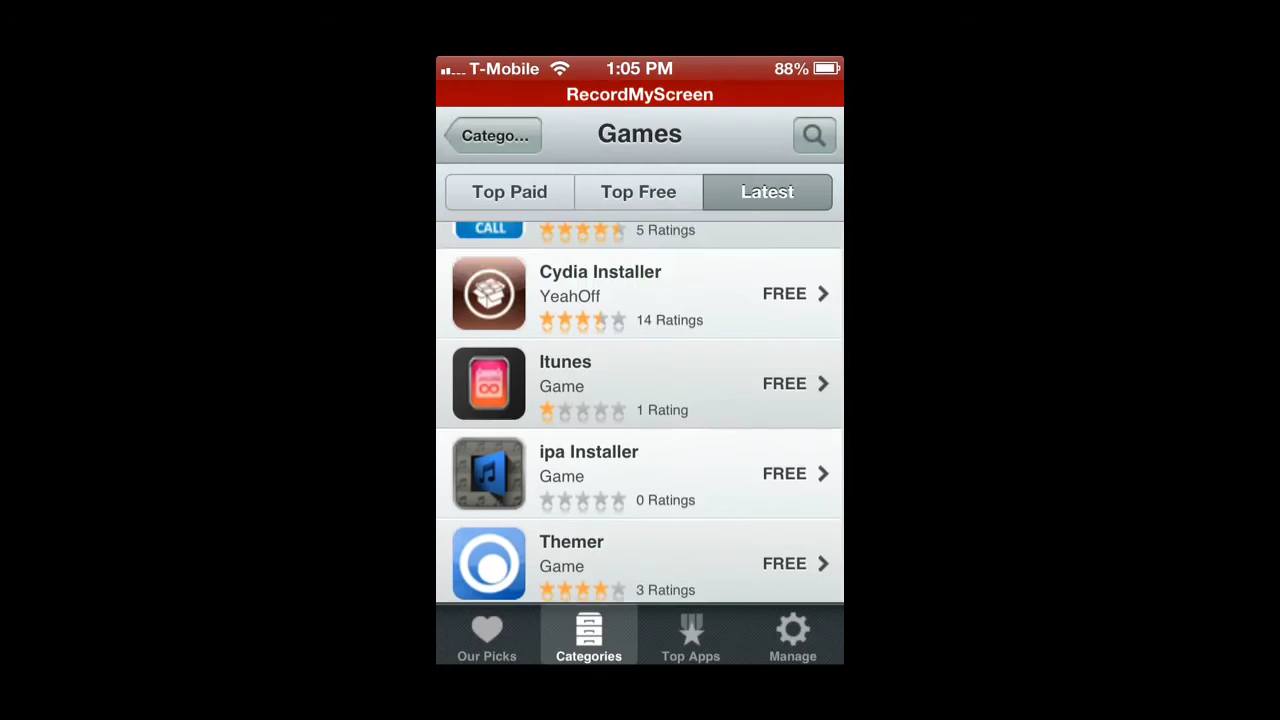 T-Mobile 1:05 PM 88%
RecordMyScreen
Catego... Games
Top Paid Top Free Latest
CALL 5 Ratings
Cydia Installer
YeahOff FREE
14 Ratings
Itunes
Game FREE
1 Rating
ipa Installer
Game FREE
0 Ratings
Themer
Game FREE
3 Ratings
Our Picks Categories Top Apps Manage